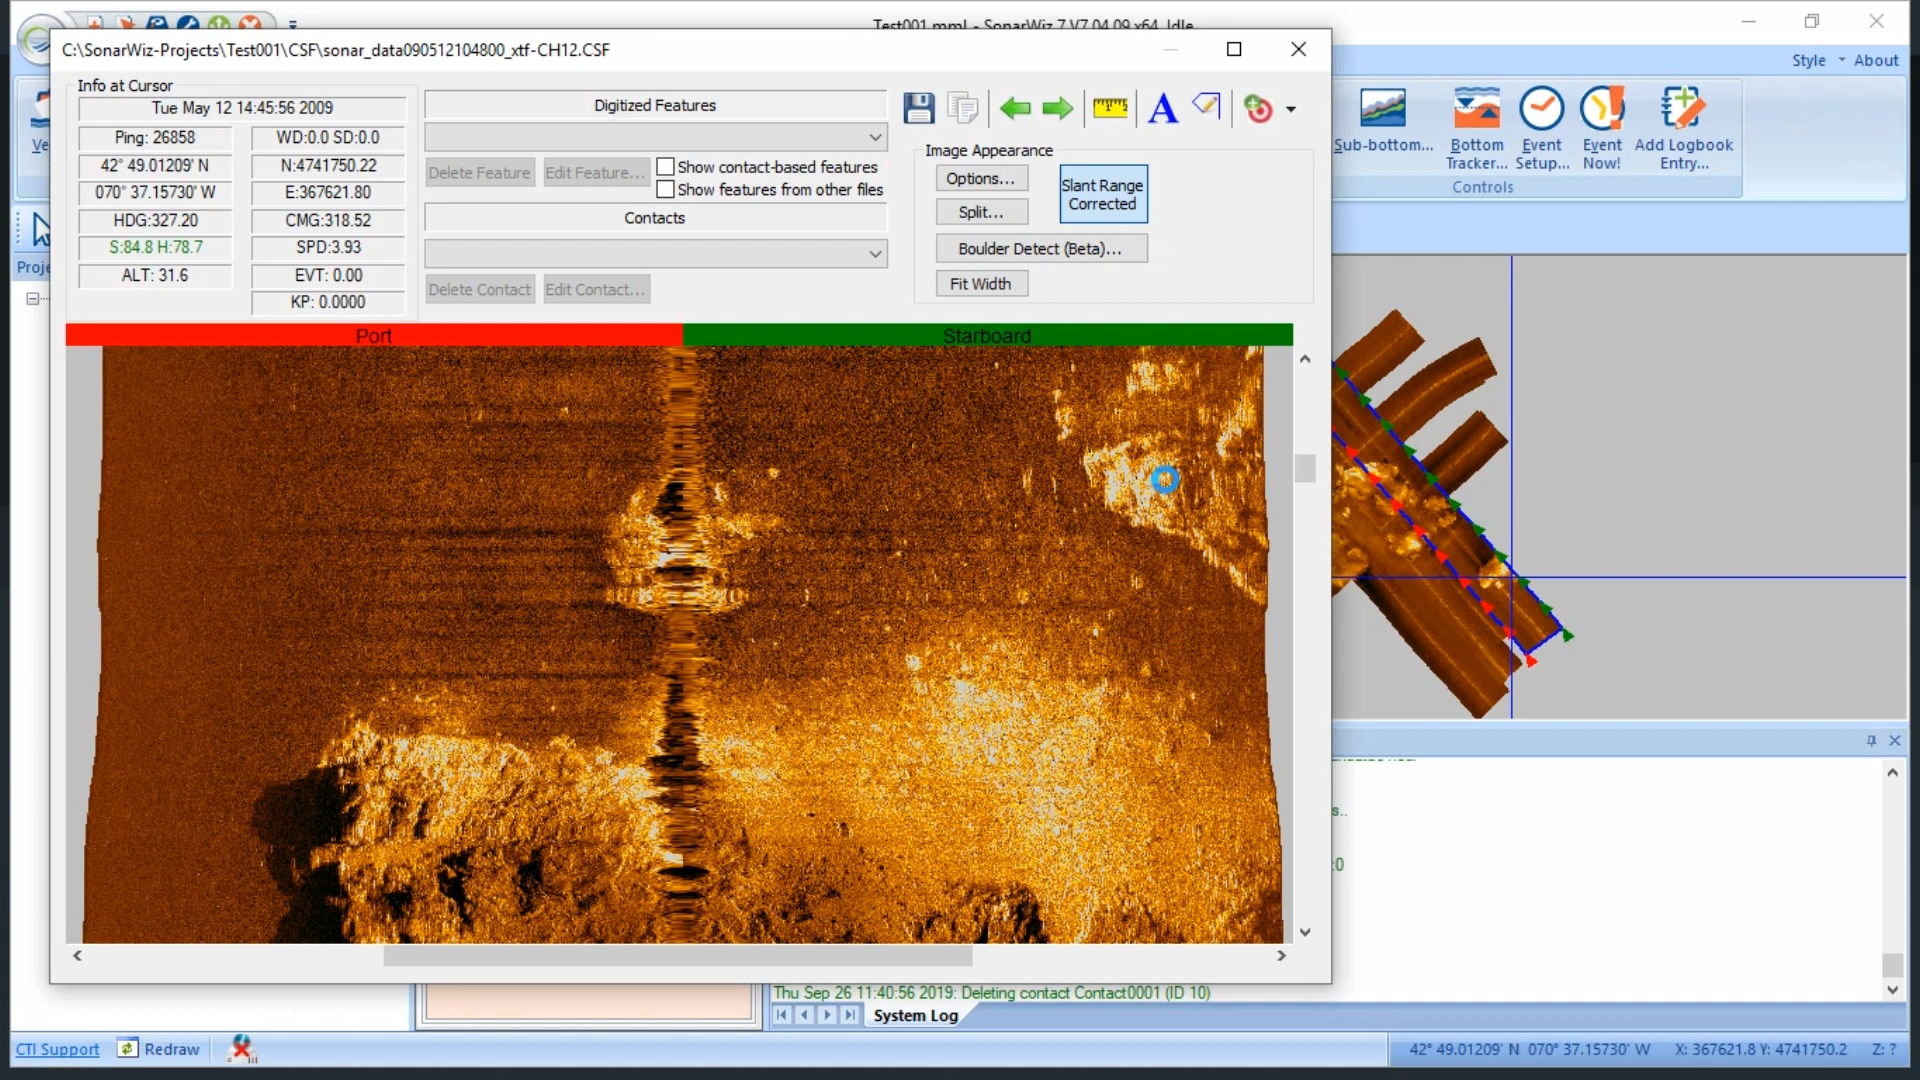 Test001.mml - SonarWiz 7 V7.04.09 x64 Idle
C:\SonarWiz-Projects\Test001\CSF\sonar_data090512104800_xtf-CH12.CSF
Style About
Info at Cursor
Tue May 12 14:45:56 2009
Ping: 26858 WD:0.0 SD:0.0
42° 49.01209' N N:4741750.22
070° 37.15730' W E:367621.80
HDG:327.20 CMG:318.52
S:84.8 H:78.7 SPD:3.93
ALT: 31.6 EVT: 0.00
KP: 0.0000
Digitized Features
Delete Feature Edit Feature...
Show contact-based features
Show features from other files
Contacts
Delete Contact Edit Contact...
Image Appearance
Options...
Split...
Slant Range
Corrected
Boulder Detect (Beta)...
Fit Width
Sub-bottom...
Bottom
Tracker...
Event
Setup...
Event
Now!
Add Logbook
Entry...
Controls
Port
Starboard
Thu Sep 26 11:40:56 2019: Deleting contact Contact0001 (ID 10)
System Log
CTI Support Redraw
42° 49.01209' N 070° 37.15730' W X: 367621.8 Y: 4741750.2 Z: ?